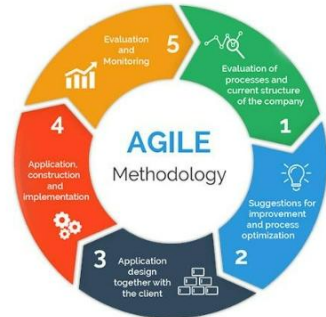 AGILE
Methodology
1
Evaluation of
processes and
current structure
of the company
2
Suggestions for
improvement
and process
optimization
3
Application
design
together with
the client
4
Application,
construction
and
implementation
5
Evaluation
and
Monitoring